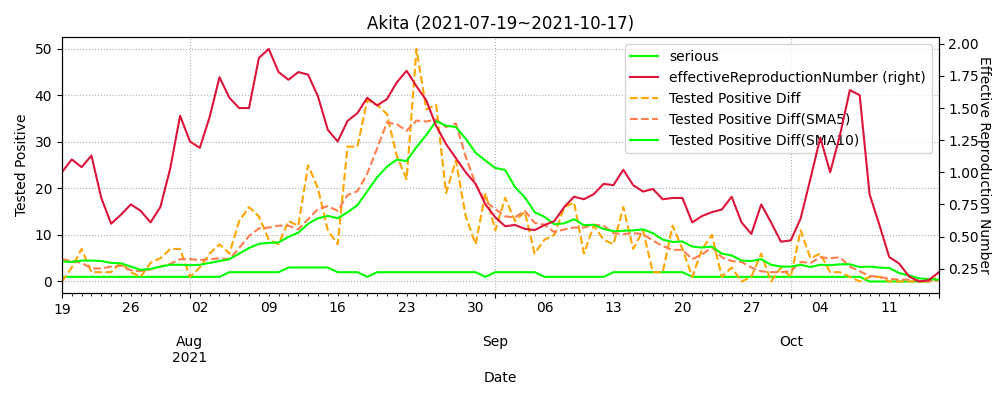 Akita (2021-07-19~2021-10-17)
50
40
30
20
10
0
Tested Positive
2.00
1.75
1.50
1.25
1.00
0.75
0.50
0.25
Effective Reproduction Number
serious
effectiveReproductionNumber (right)
Tested Positive Diff
Tested Positive Diff(SMA5)
Tested Positive Diff(SMA10)
19 26 02 09 16 23 30 06 13 20 27 04 11
Aug Sep Oct
2021
Date